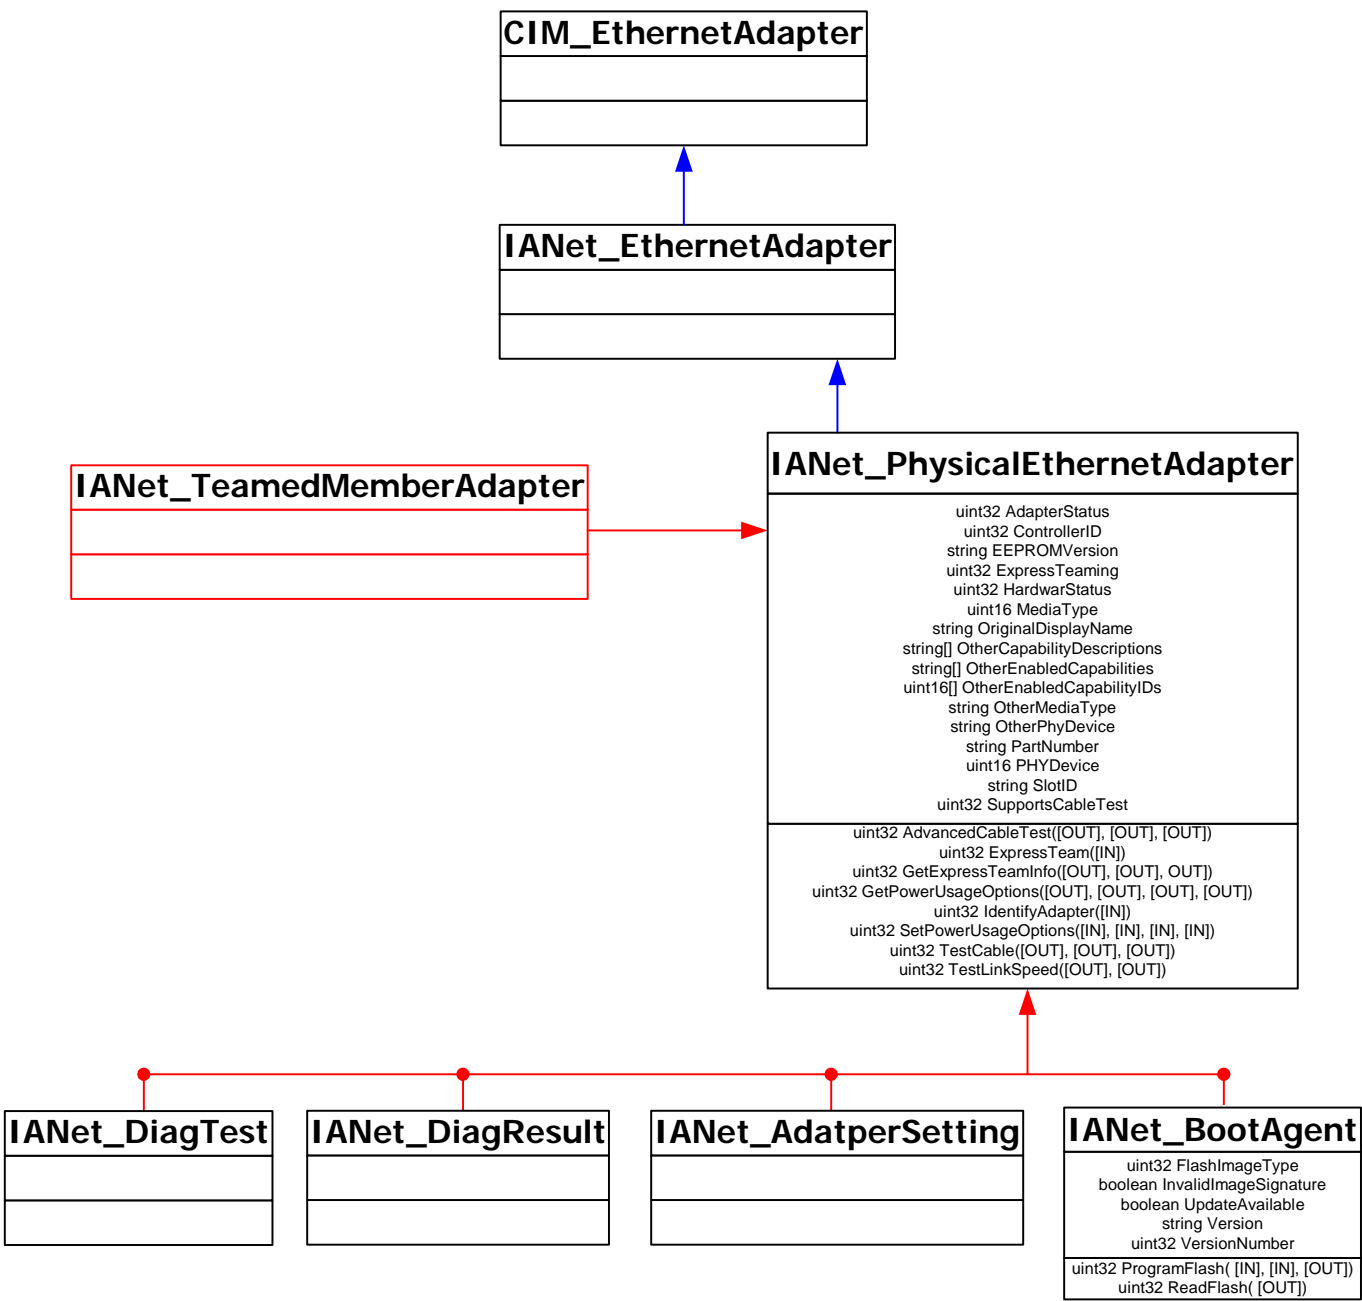 CIM_EthernetAdapter
IANet_EthernetAdapter
IANet_TeamedMemberAdapter
IANet_PhysicalEthernetAdapter
uint32 AdapterStatus
uint32 ControllerID
string EEPROMVersion
uint32 ExpressTeaming
uint32 HardwarStatus
uint16 MediaType
string OriginalDisplayName
string[] OtherCapabilityDescriptions
string[] OtherEnabledCapabilities
uint16[] OtherEnabledCapabilityIDs
string OtherMediaType
string OtherPhyDevice
string PartNumber
uint16 PHYDevice
string SlotID
uint32 SupportsCableTest
uint32 AdvancedCableTest([OUT], [OUT], [OUT])
uint32 ExpressTeam([IN])
uint32 GetExpressTeamInfo([OUT], [OUT], OUT])
uint32 GetPowerUsageOptions([OUT], [OUT], [OUT], [OUT])
uint32 IdentifyAdapter([IN])
uint32 SetPowerUsageOptions([IN], [IN], [IN], [IN])
uint32 TestCable([OUT], [OUT], [OUT])
uint32 TestLinkSpeed([OUT], [OUT])
IANet_DiagTest
IANet_DiagResult
IANet_AdatperSetting
IANet_BootAgent
uint32 FlashImageType
boolean InvalidImageSignature
boolean UpdateAvailable
string Version
uint32 VersionNumber
uint32 ProgramFlash( [IN], [IN], [OUT])
uint32 ReadFlash( [OUT])